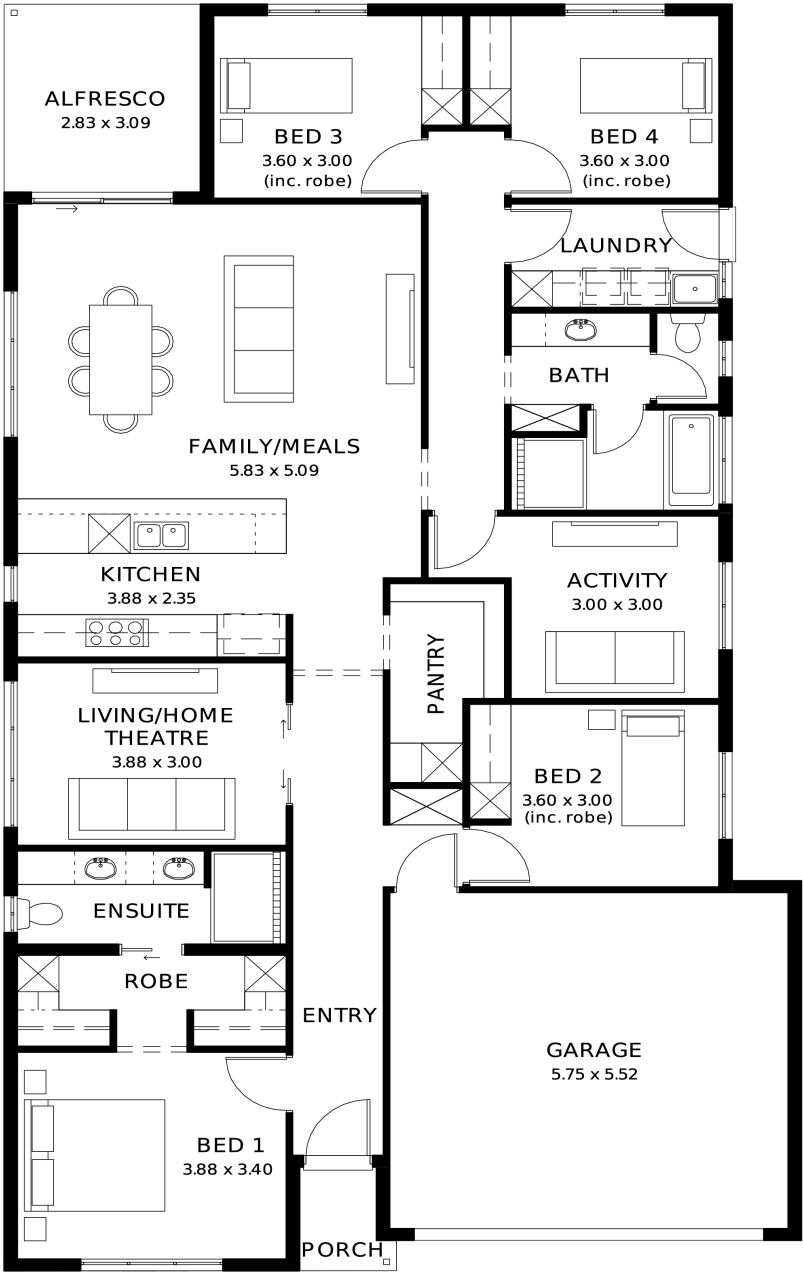 ALFRESCO
2.83 x 3.09
BED 3
3.60 x 3.00
(inc. robe)
BED 4
3.60 x 3.00
(inc. robe)
LAUNDRY
BATH
FAMILY/MEALS
5.83 x 5.09
KITCHEN
3.88 x 2.35
ACTIVITY
3.00 x 3.00
PANTRY
LIVING/HOME
THEATRE
3.88 x 3.00
BED 2
3.60 x 3.00
(inc. robe)
ENSUITE
ROBE
ENTRY
GARAGE
5.75 x 5.52
BED 1
3.88 x 3.40
PORCH